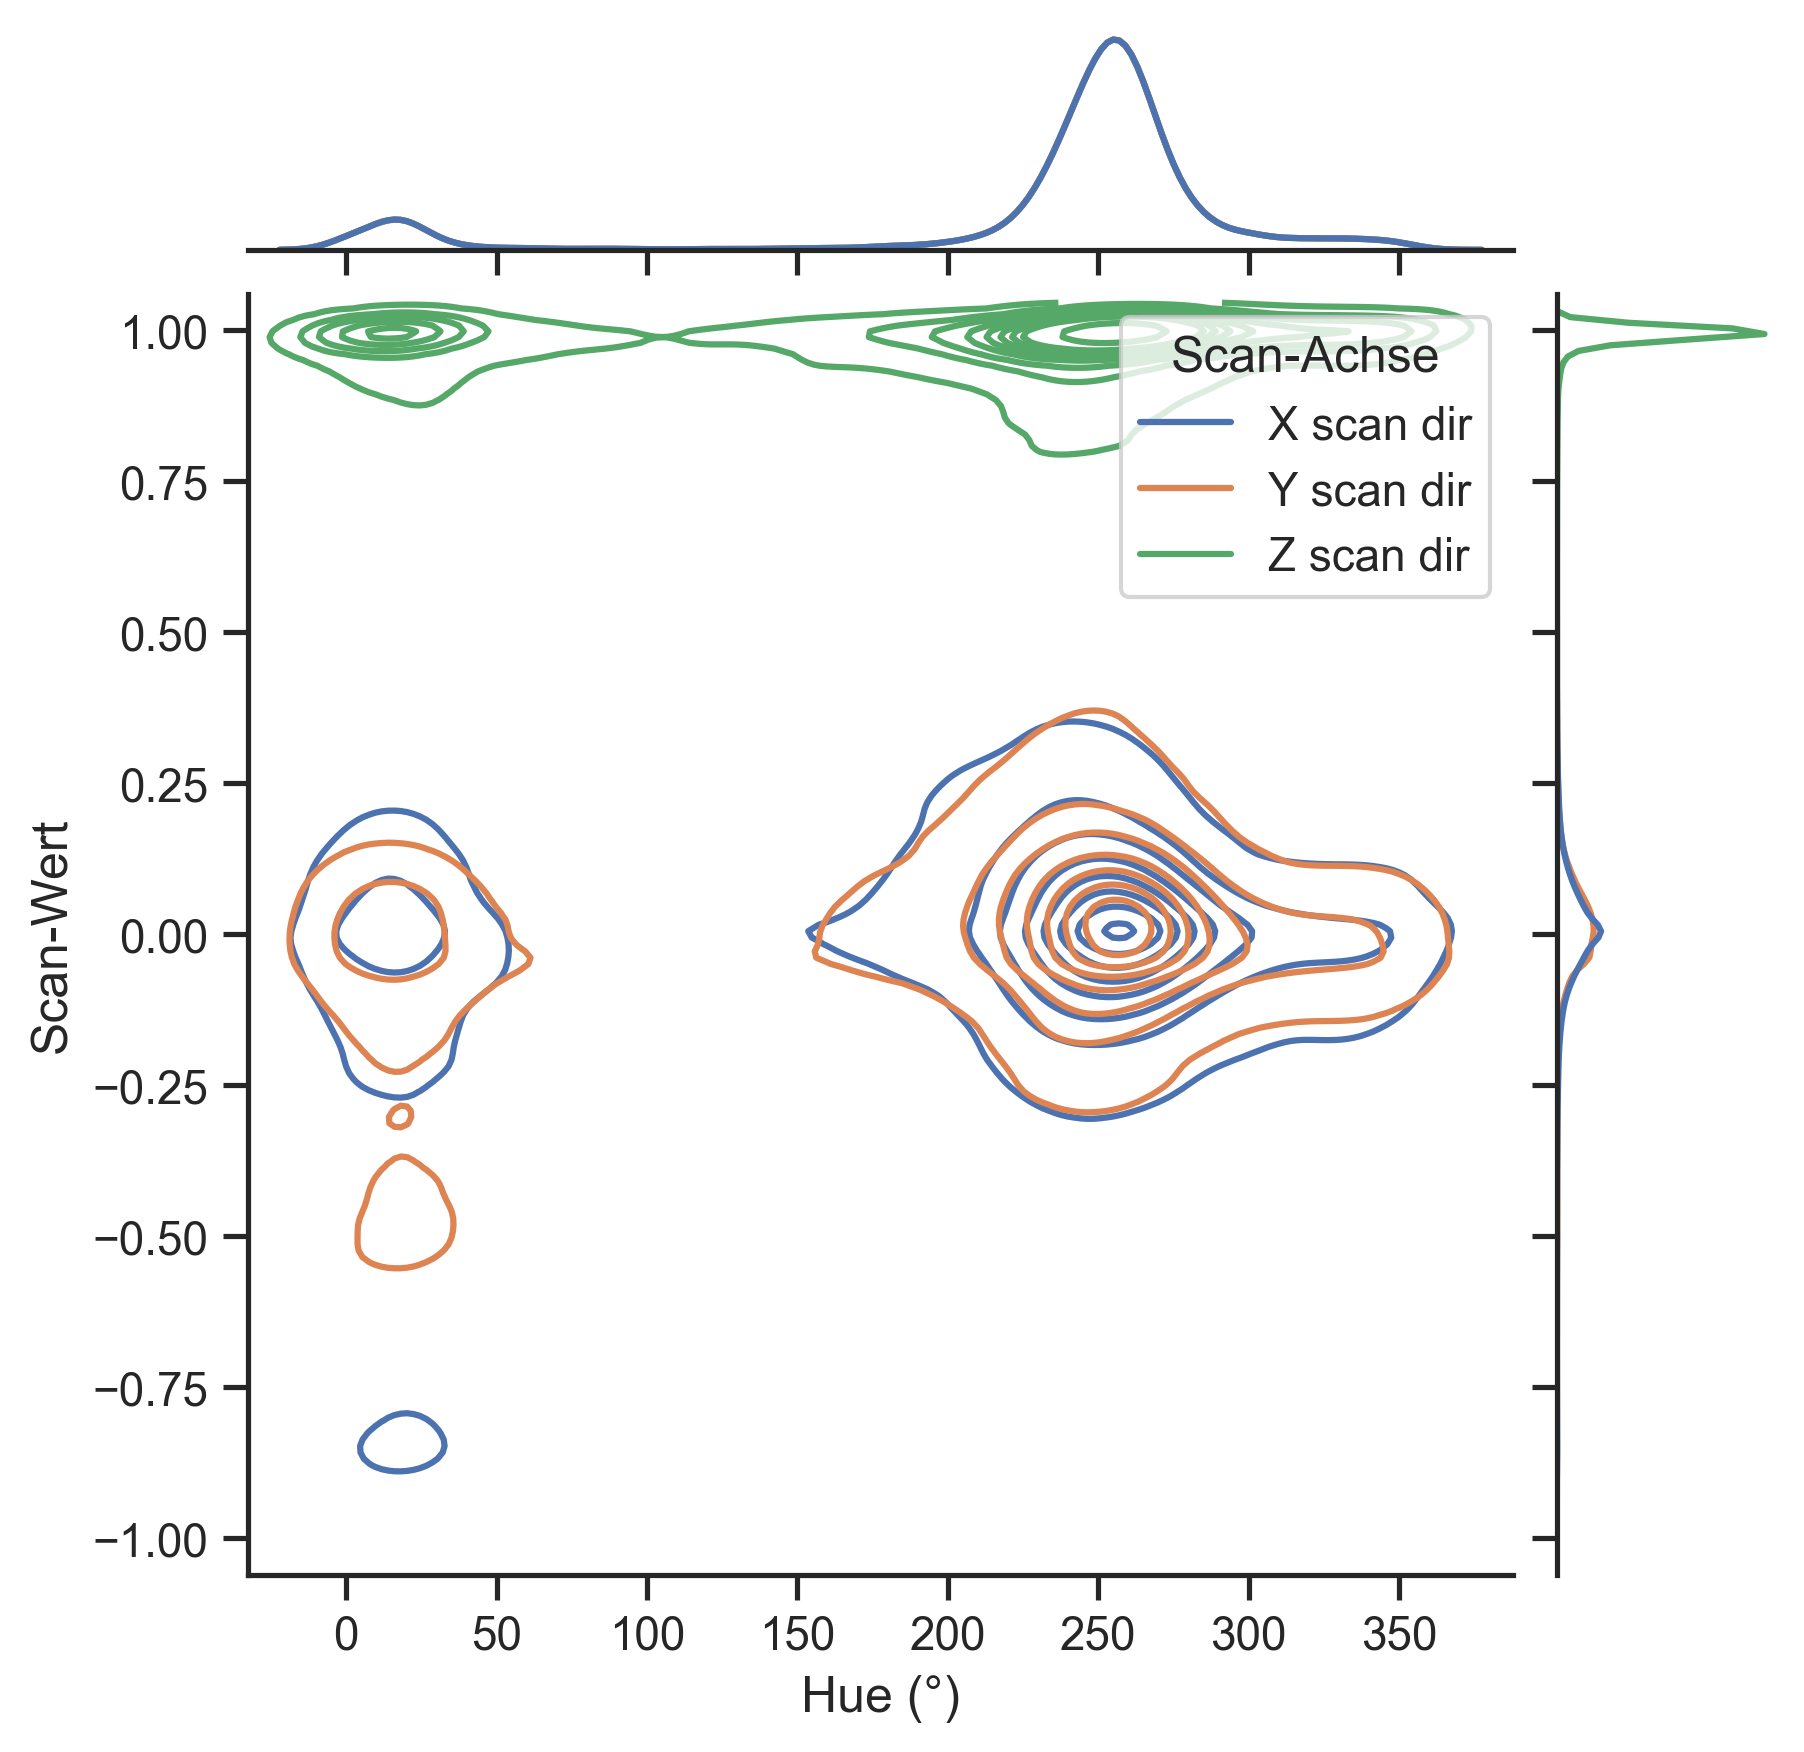 1.00
0.75
0.50
0.25
0.00
−0.25
−0.50
−0.75
−1.00
Scan-Wert
Scan-Achse
X scan dir
Y scan dir
Z scan dir
0 50 100 150 200 250 300 350
Hue (°)